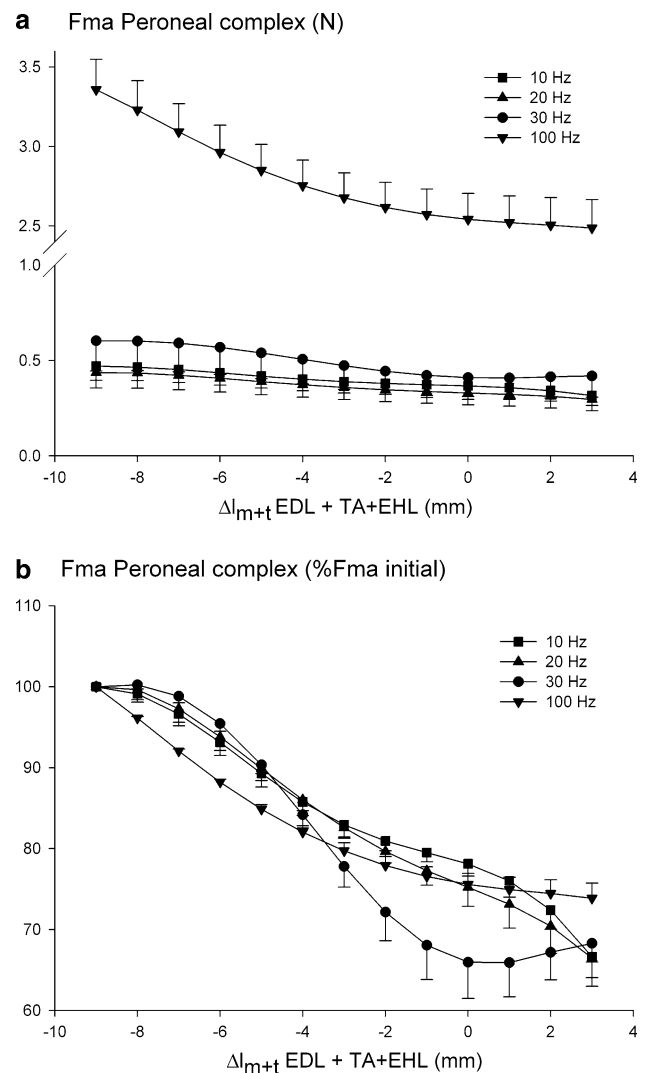 a Fma Peroneal complex (N)
3.5
3.0
2.5
1.0
0.5
0.0
10 Hz
20 Hz
30 Hz
100 Hz
-10 -8 -6 -4 -2 0 2 4
Δlm+t EDL + TA+EHL (mm)
b Fma Peroneal complex (%Fma initial)
110
100
90
80
70
60
10 Hz
20 Hz
30 Hz
100 Hz
-10 -8 -6 -4 -2 0 2 4
Δlm+t EDL + TA+EHL (mm)